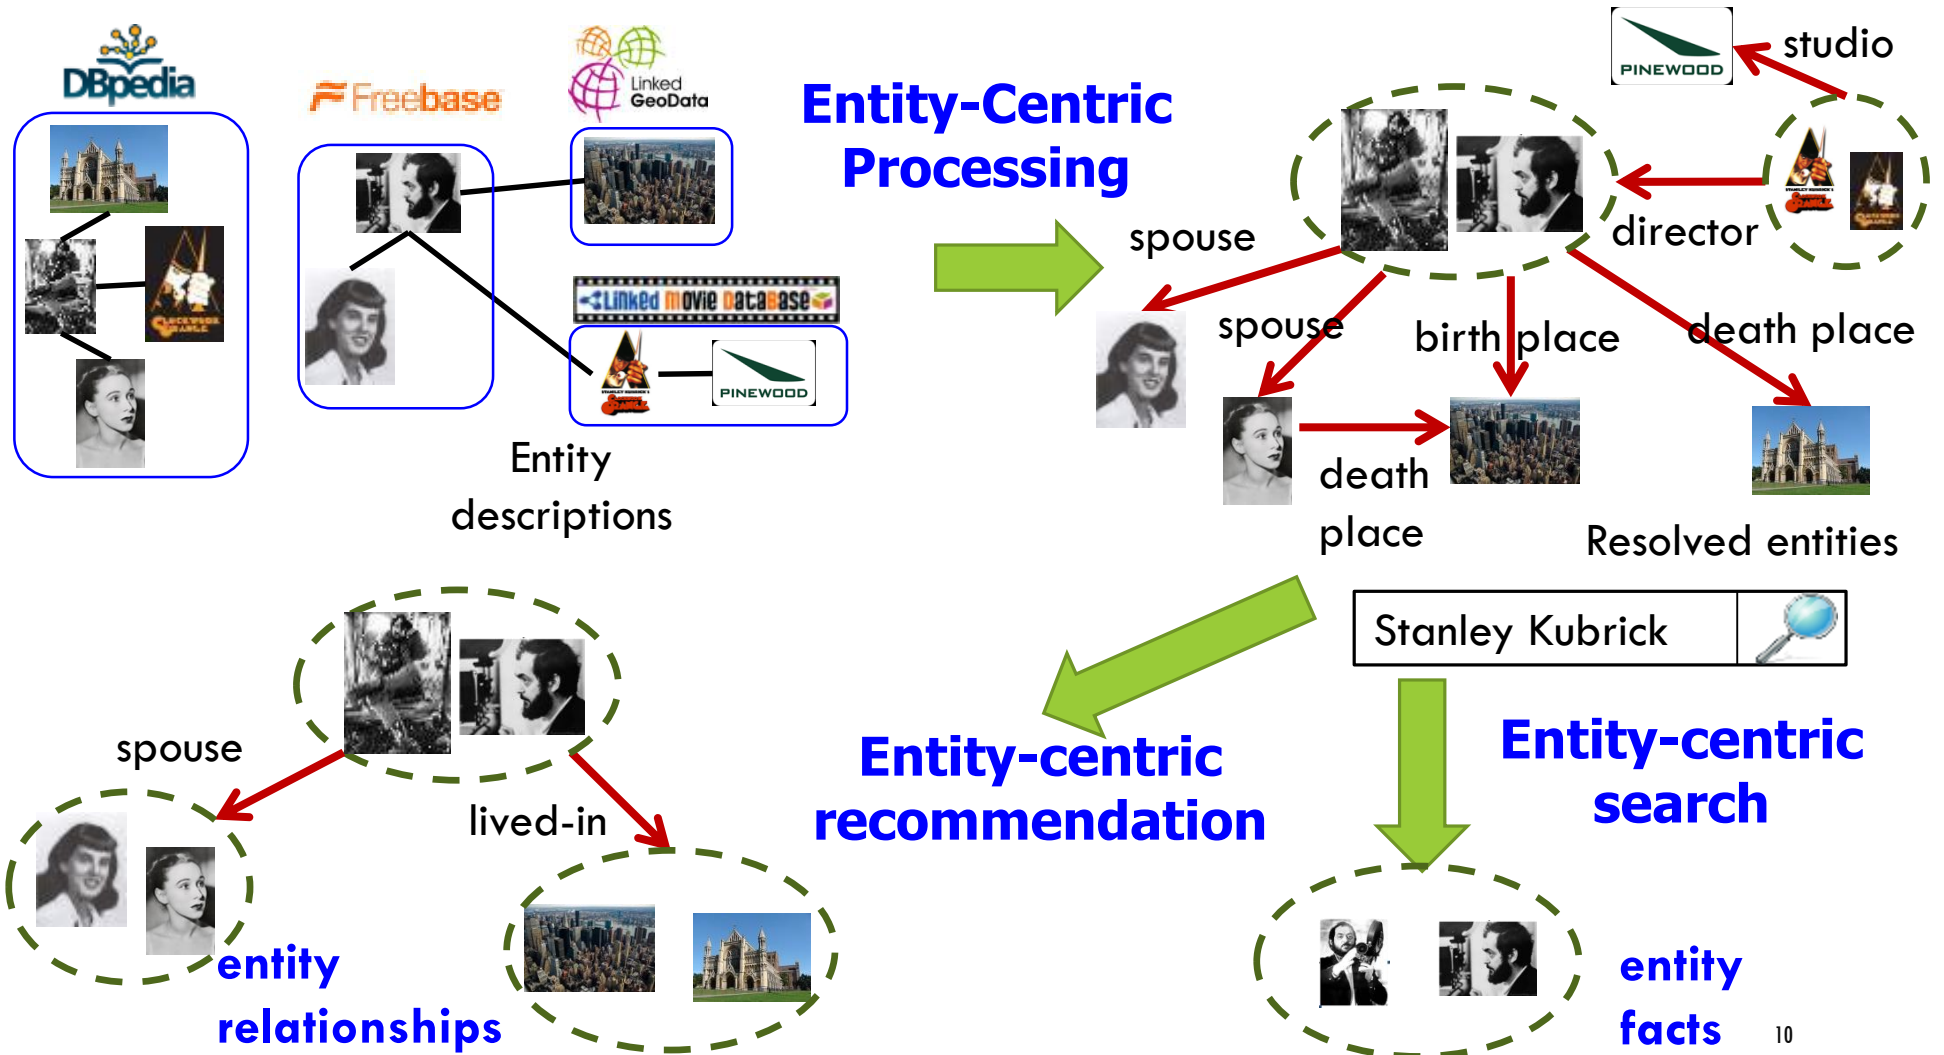 DBpedia
Freebase
Linked
GeoData
Entity-Centric
Processing
PINEWOOD
studio
director
spouse
spouse
birth place
death place
Linked Movie DataBase
PINEWOOD
death
place
Entity
descriptions
Resolved entities
Stanley Kubrick
spouse
lived-in
Entity-centric
recommendation
Entity-centric
search
entity
relationships
entity
facts
10